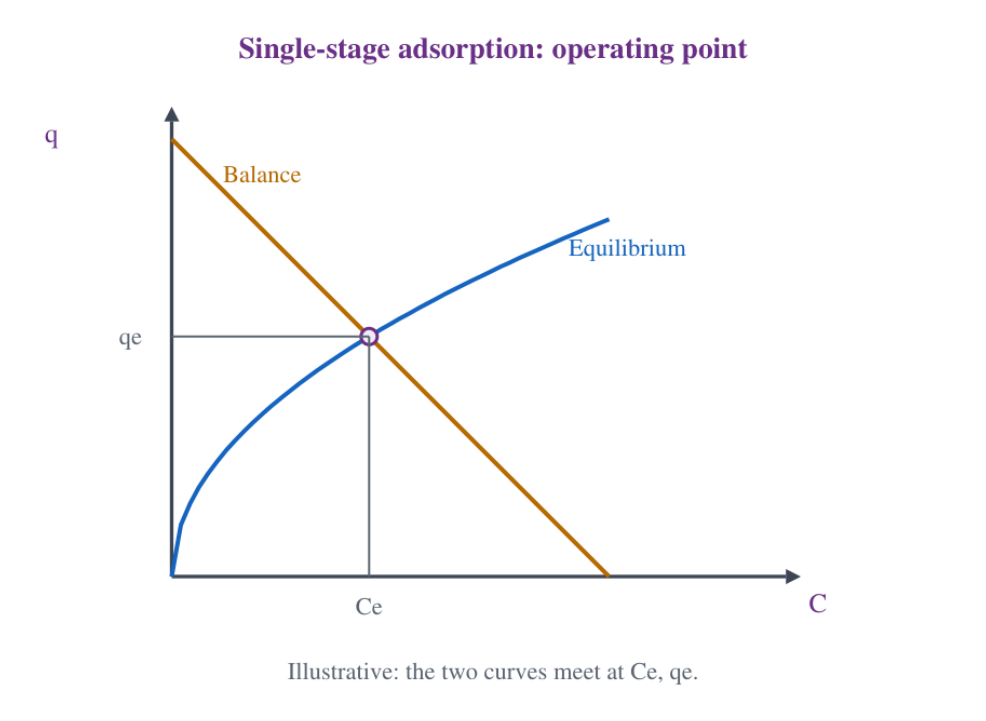 Single-stage adsorption: operating point
q
Balance
Equilibrium
qe
Ce
C
Illustrative: the two curves meet at Ce, qe.